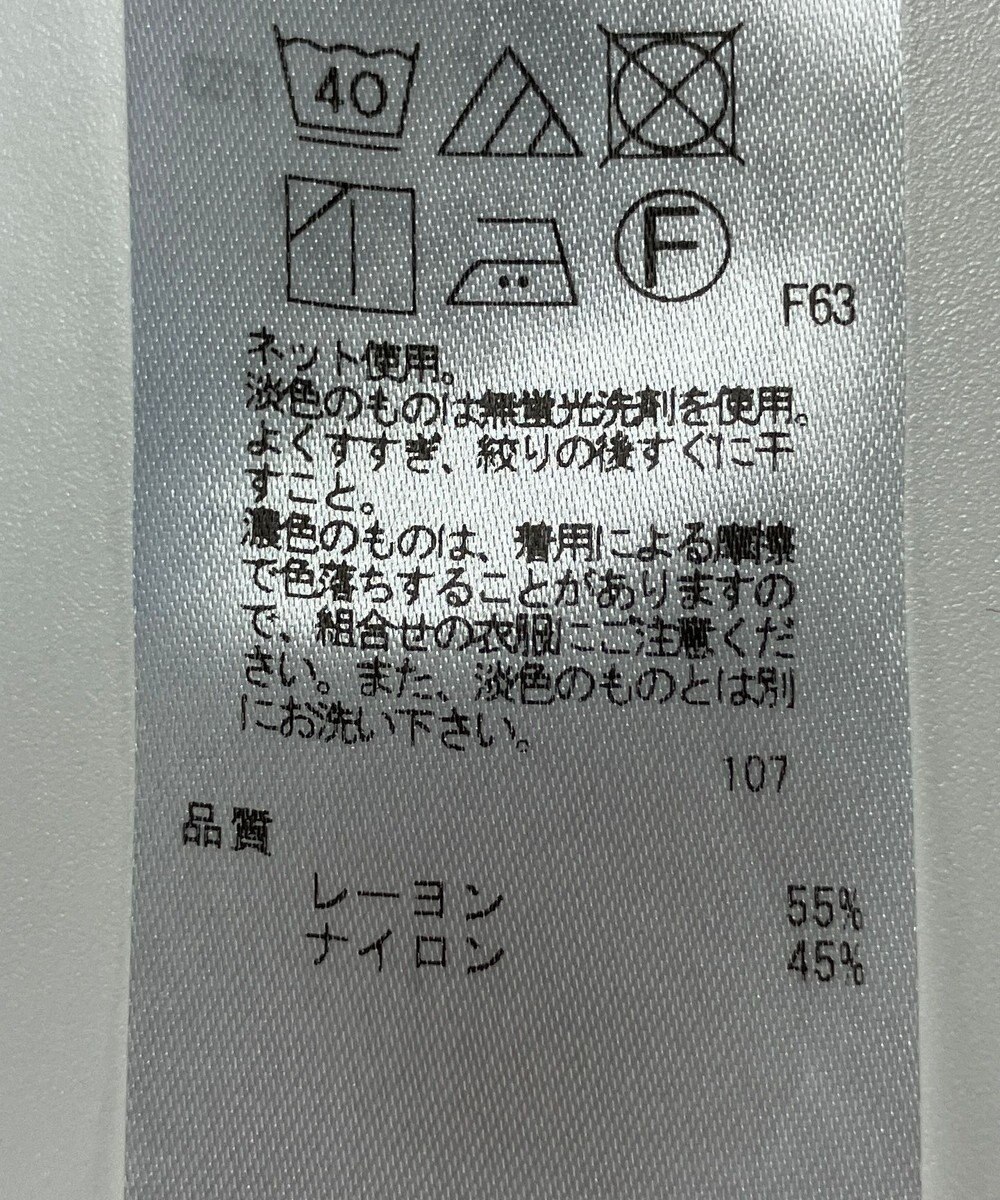 40
F
F63
ネット使用。
淡色のものは無蛍光洗剤を使用。
よくすすぎ、絞りの後すぐに干
すこと。
濃色のものは、着用による摩擦
で色落ちすることがありますの
で、組合せの衣服にご注意くだ
さい。また、淡色のものとは別
にお洗い下さい。
107
品質
レーヨン 55%
ナイロン 45%